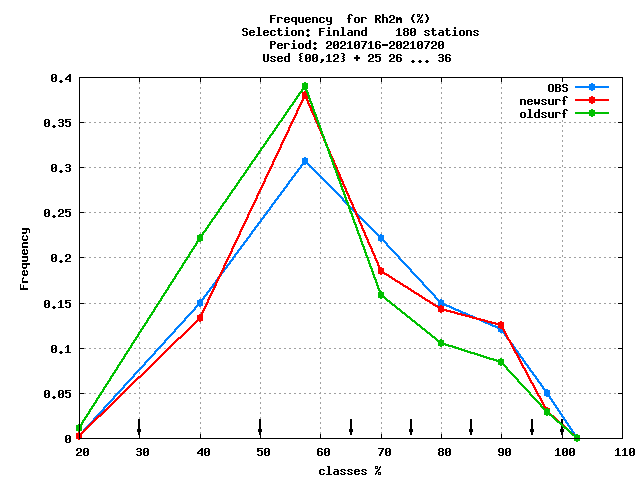 Frequency  for Rh2m (%)
Selection: Finland    180 stations
Period: 20210716-20210720
Used {00,12} + 25 26 ... 36
OBS
newsurf
oldsurf
0.4
0.35
0.3
0.25
0.2
0.15
0.1
0.05
0
Frequency
20 30 40 50 60 70 80 90 100 110
classes %